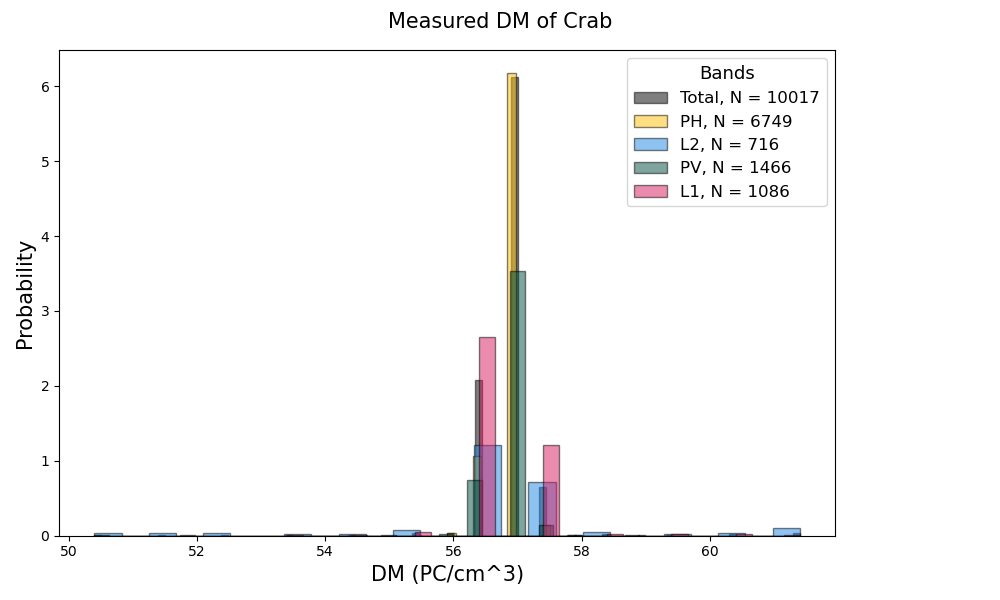 Measured DM of Crab
Probability
6
5
4
3
2
1
0
50 52 54 56 58 60
DM (PC/cm^3)
Bands
Total, N = 10017
PH, N = 6749
L2, N = 716
PV, N = 1466
L1, N = 1086